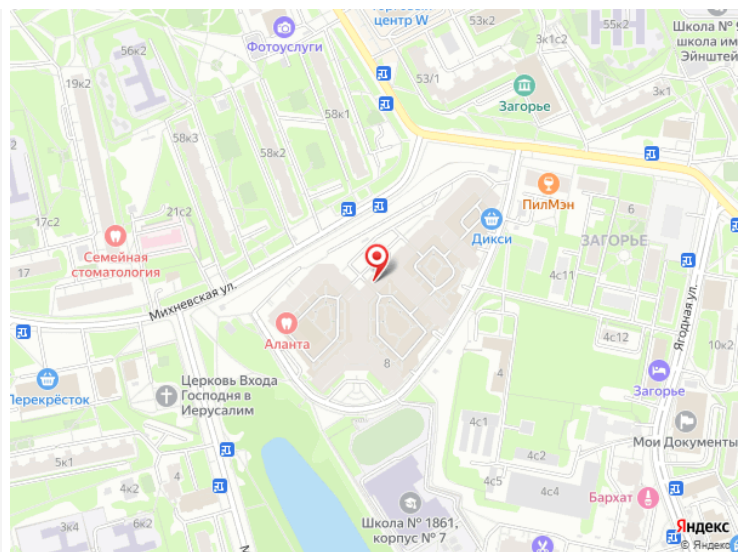 центр W
53к2
55к2
Школа № 9
школа им
Эйнштей
56к2
Фотоуслуги
3к1с2
19к2
53/1
3к1
Загорье
58к1
58к3
58к2
ПилМэн
17с2
21с2
6
Дикси
ЗАГОРЬЕ
Семейная
стоматология
17
4с11
Михневская ул.
Ягодная ул.
Аланта
4с12
10к2
8
4
Загорье
Перекрёсток
Церковь Входа
Господня в
Иерусалим
4с1
Мои Документы
5к1
4
4с2
4к2
4с5
4с4
Бархат
3к4
6к2
Школа № 1861,
корпус № 7
Яндекс
© Яндекс